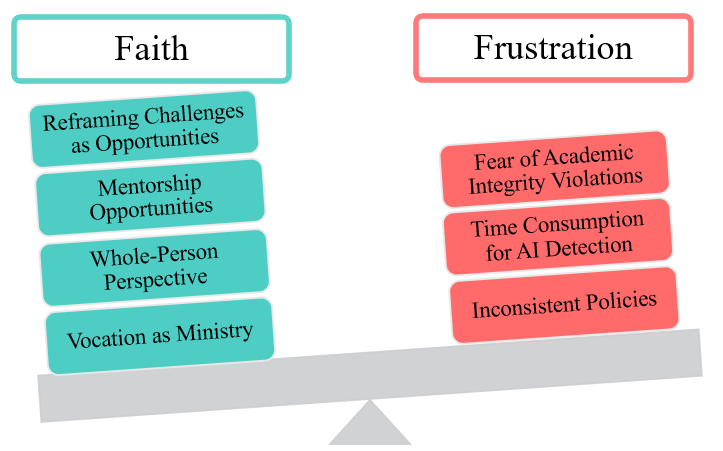 Faith
Reframing Challenges
as Opportunities
Mentorship
Opportunities
Whole-Person
Perspective
Vocation as Ministry
Frustration
Fear of Academic
Integrity Violations
Time Consumption
for AI Detection
Inconsistent Policies